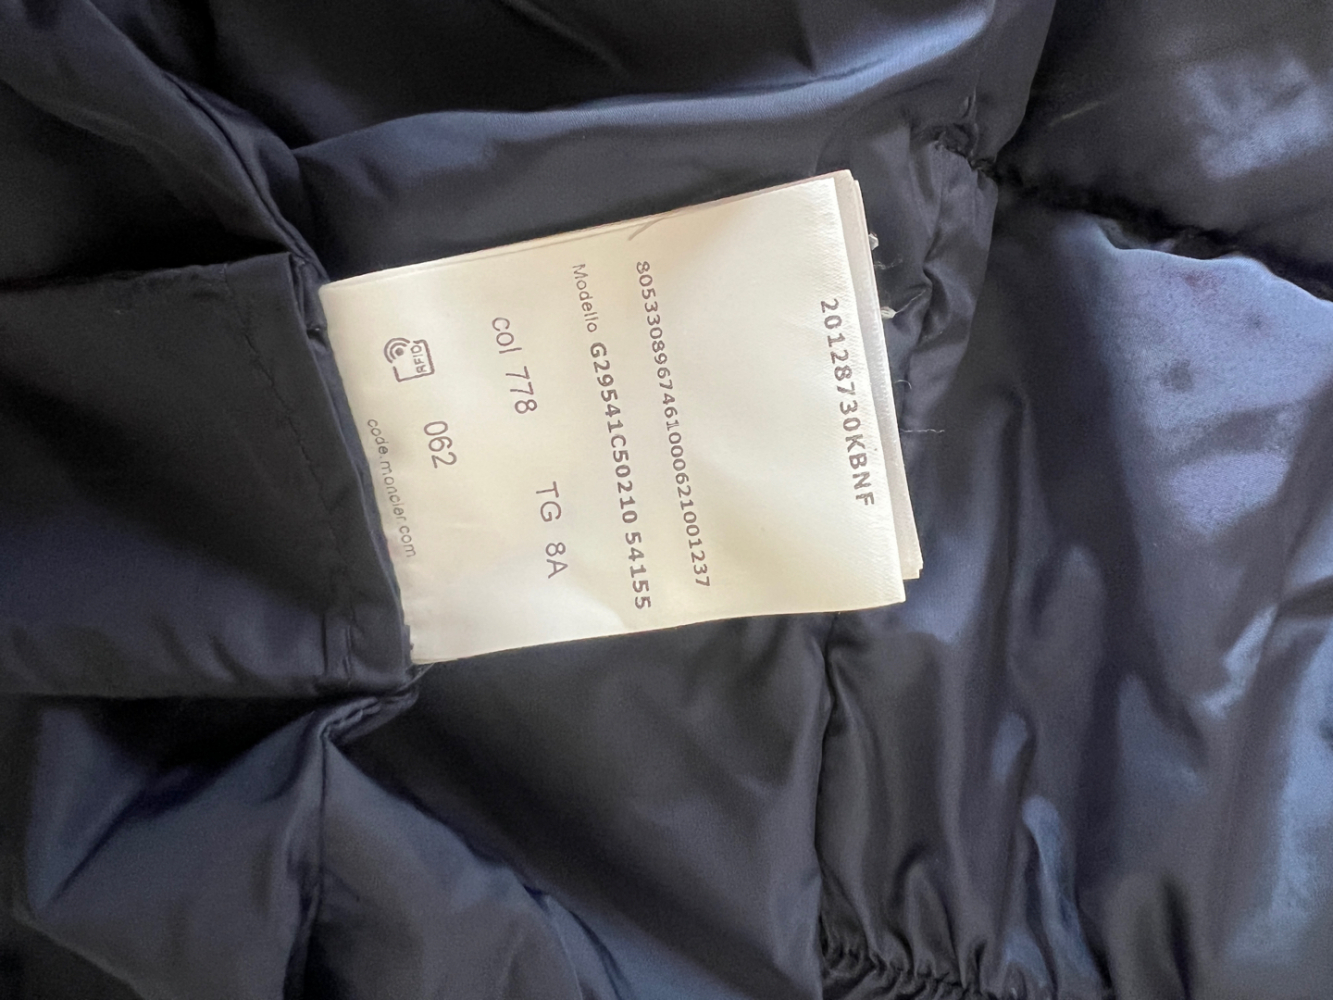 20128730KBNF
8053308967461000621001237
Modello G29541C50210 54155
col 778 TG 8A
RFID 062
code.moncler.com